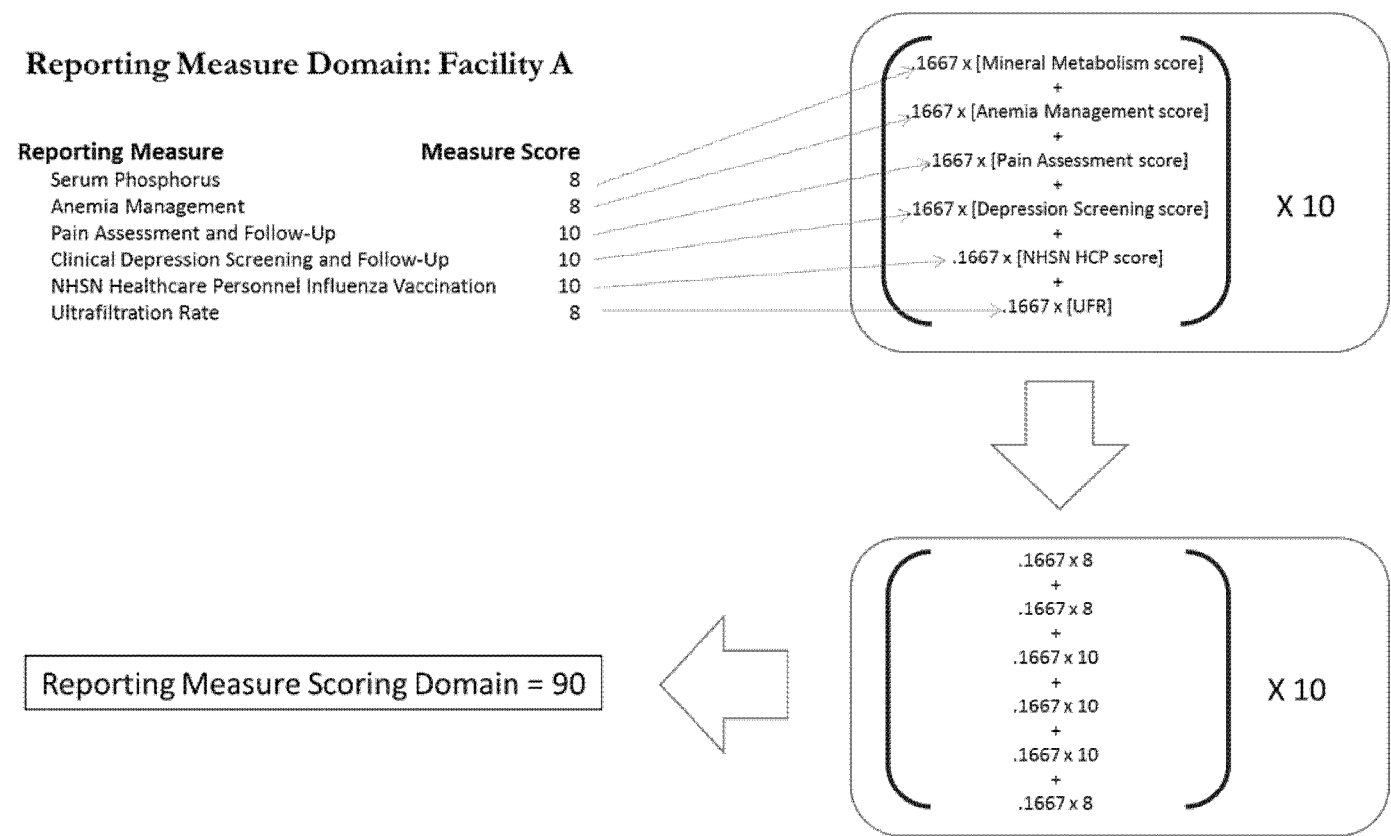 Reporting Measure Domain: Facility A
Reporting Measure Measure Score
Serum Phosphorus 8
Anemia Management 8
Pain Assessment and Follow-Up 10
Clinical Depression Screening and Follow-Up 10
NHSN Healthcare Personnel Influenza Vaccination 10
Ultrafiltration Rate 8
.1667 x [Mineral Metabolism score]
+
.1667 x [Anemia Management score]
+
.1667 x [Pain Assessment score]
+
.1667 x [Depression Screening score]
+
.1667 x [NHSN HCP score]
+
.1667 x [UFR]
X 10
.1667 x 8
+
.1667 x 8
+
.1667 x 10
+
.1667 x 10
+
.1667 x 10
+
.1667 x 8
X 10
Reporting Measure Scoring Domain = 90